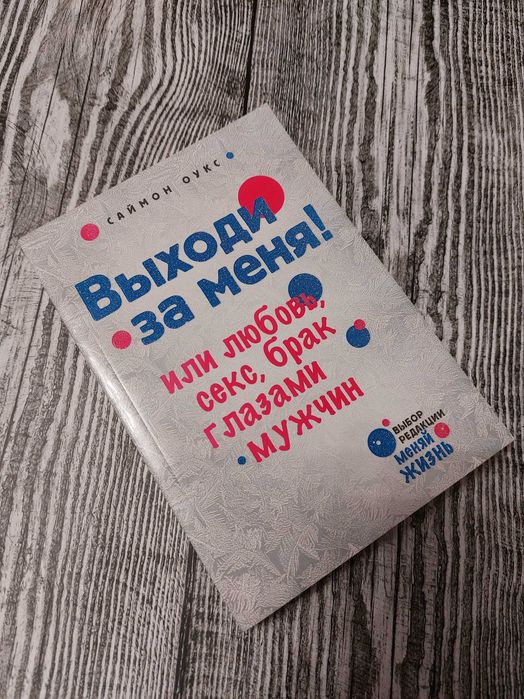 САЙМОН ОУКС
Выходи
за меня!
или любовь,
секс, брак
глазами
мужчин
ВЫБОР
РЕДАКЦИИ
МЕНЯЙ
ЖИЗНЬ